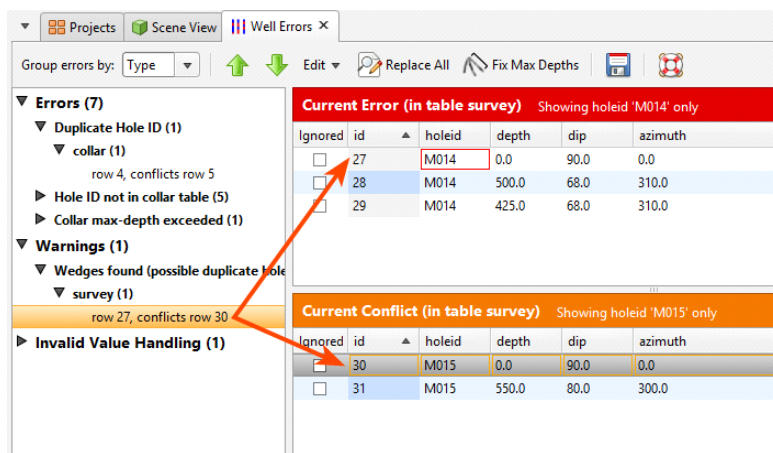 Projects Scene View Well Errors ×
Group errors by: Type Edit Replace All Fix Max Depths
Errors (7)
Duplicate Hole ID (1)
collar (1)
row 4, conflicts row 5
Hole ID not in collar table (5)
Collar max-depth exceeded (1)
Warnings (1)
Wedges found (possible duplicate hole
survey (1)
row 27, conflicts row 30
Invalid Value Handling (1)
Current Error (in table survey) Showing holeid 'M014' only
Ignored id holeid depth dip azimuth
27 M014 0.0 90.0 0.0
28 M014 500.0 68.0 310.0
29 M014 425.0 68.0 310.0
Current Conflict (in table survey) Showing holeid 'M015' only
Ignored id holeid depth dip azimuth
30 M015 0.0 90.0 0.0
31 M015 550.0 80.0 300.0